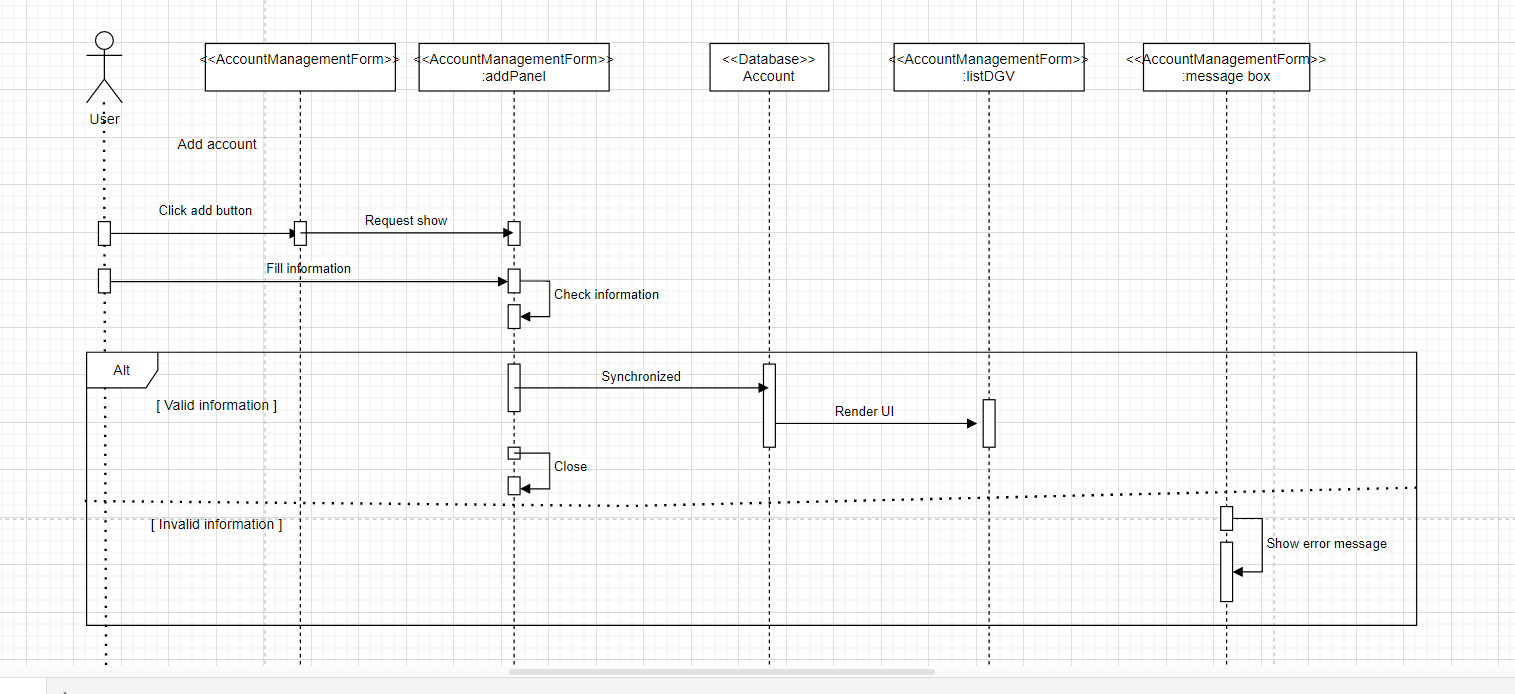 <<AccountManagementForm>>
<<AccountManagementForm>>
:addPanel
<<Database>>
Account
<<AccountManagementForm>>
:listDGV
<<AccountManagementForm>>
:message box
User
Add account
Click add button
Request show
Fill information
Check information
Alt
Synchronized
[ Valid information ]
Render UI
Close
[ Invalid information ]
Show error message